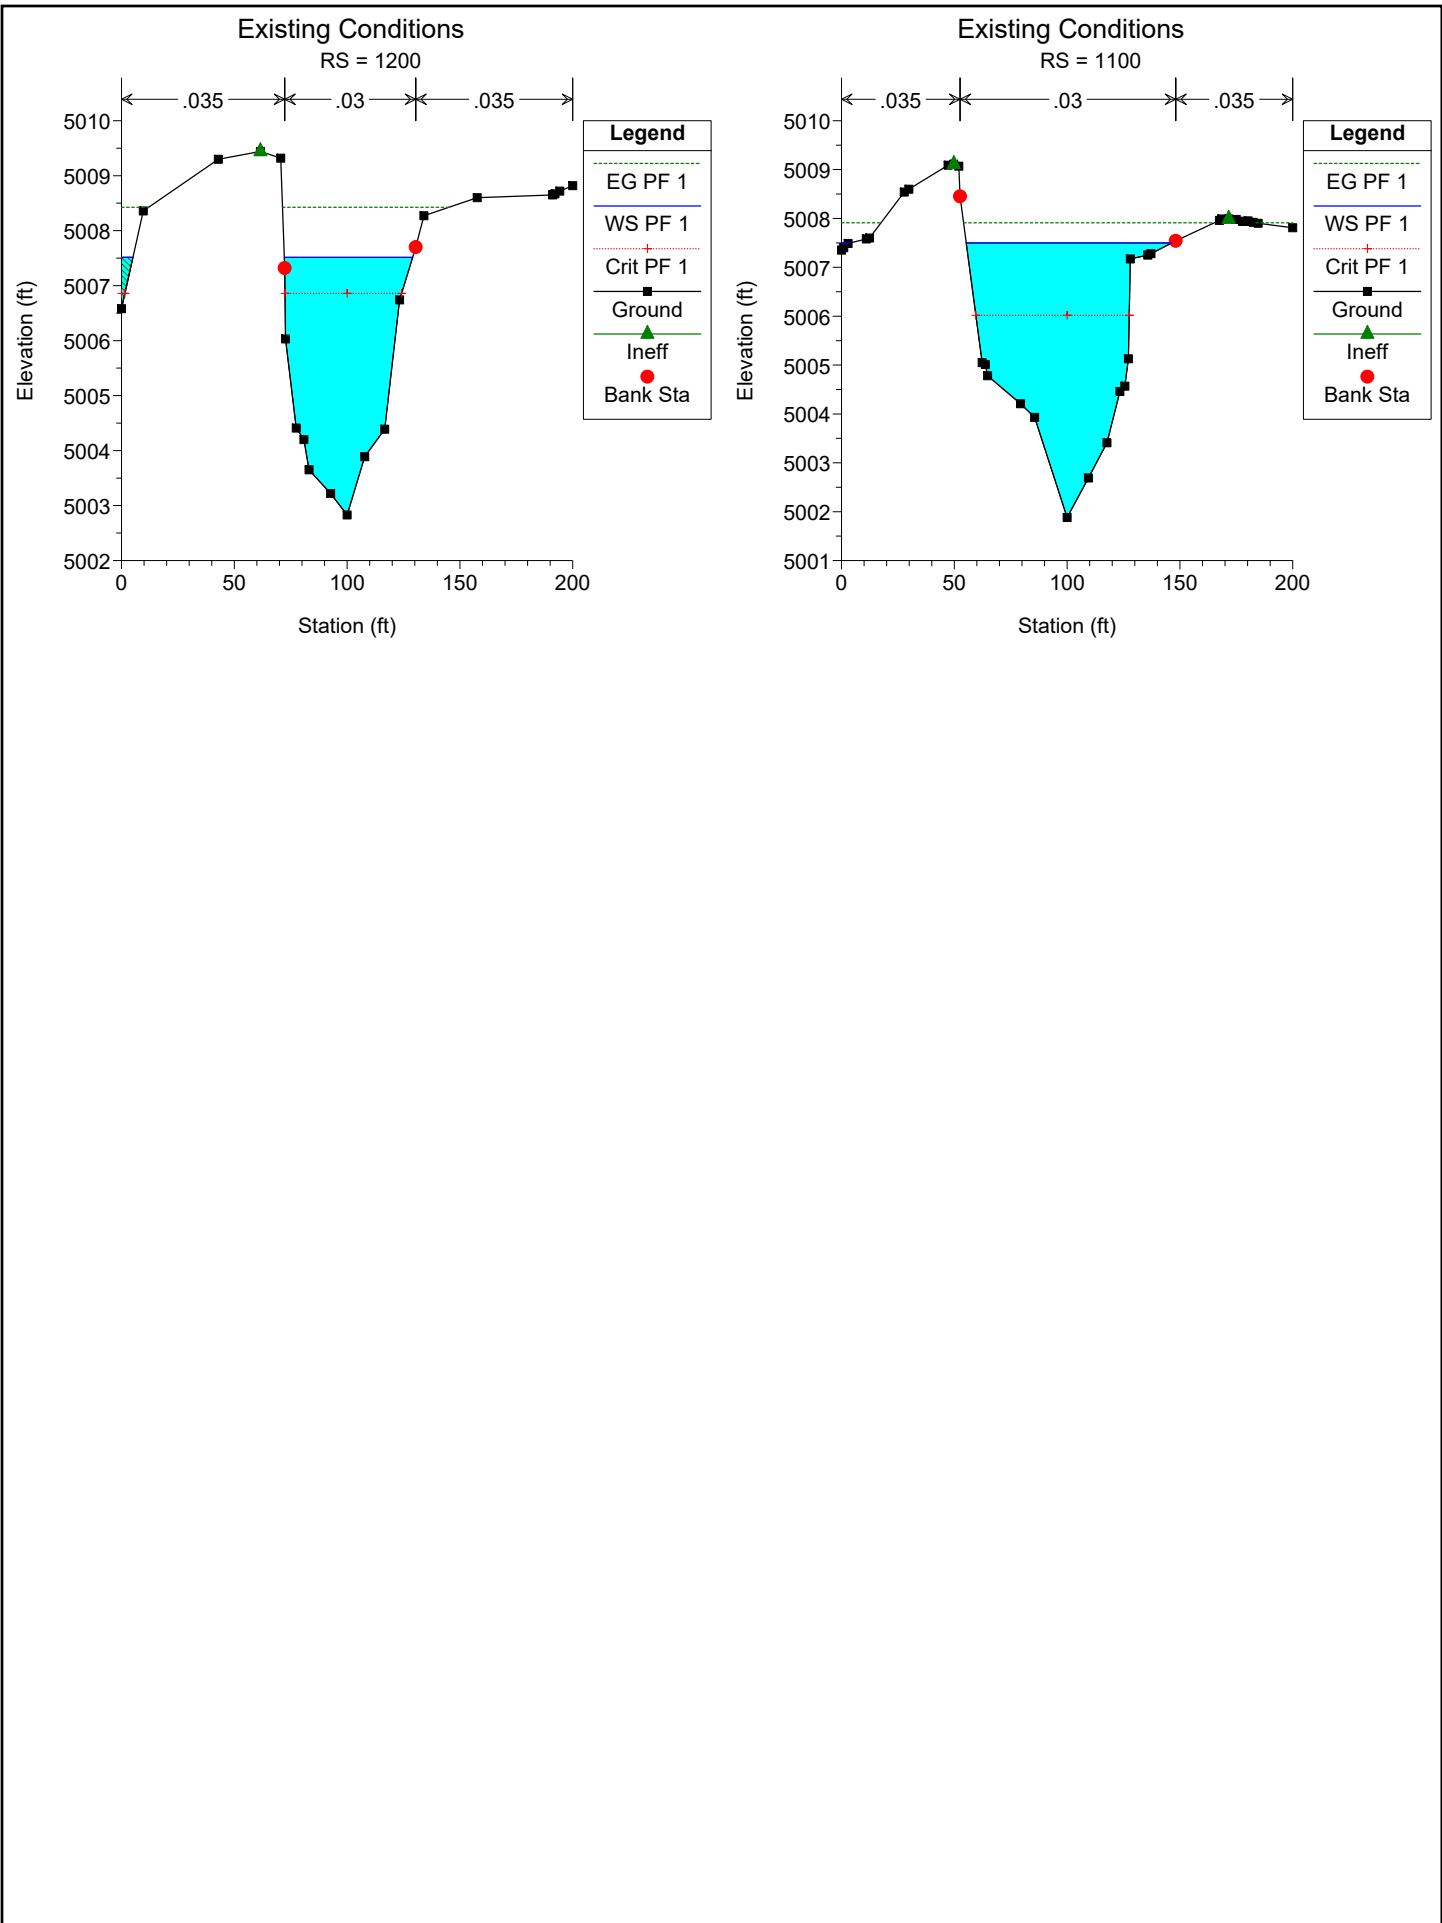 Existing Conditions
RS = 1200
.035 .03 .035
5010
5009
5008
5007
5006
5005
5004
5003
5002
Elevation (ft)
0 50 100 150 200
Station (ft)
Legend
EG PF 1
WS PF 1
Crit PF 1
Ground
Ineff
Bank Sta
Existing Conditions
RS = 1100
.035 .03 .035
5010
5009
5008
5007
5006
5005
5004
5003
5002
5001
Elevation (ft)
0 50 100 150 200
Station (ft)
Legend
EG PF 1
WS PF 1
Crit PF 1
Ground
Ineff
Bank Sta